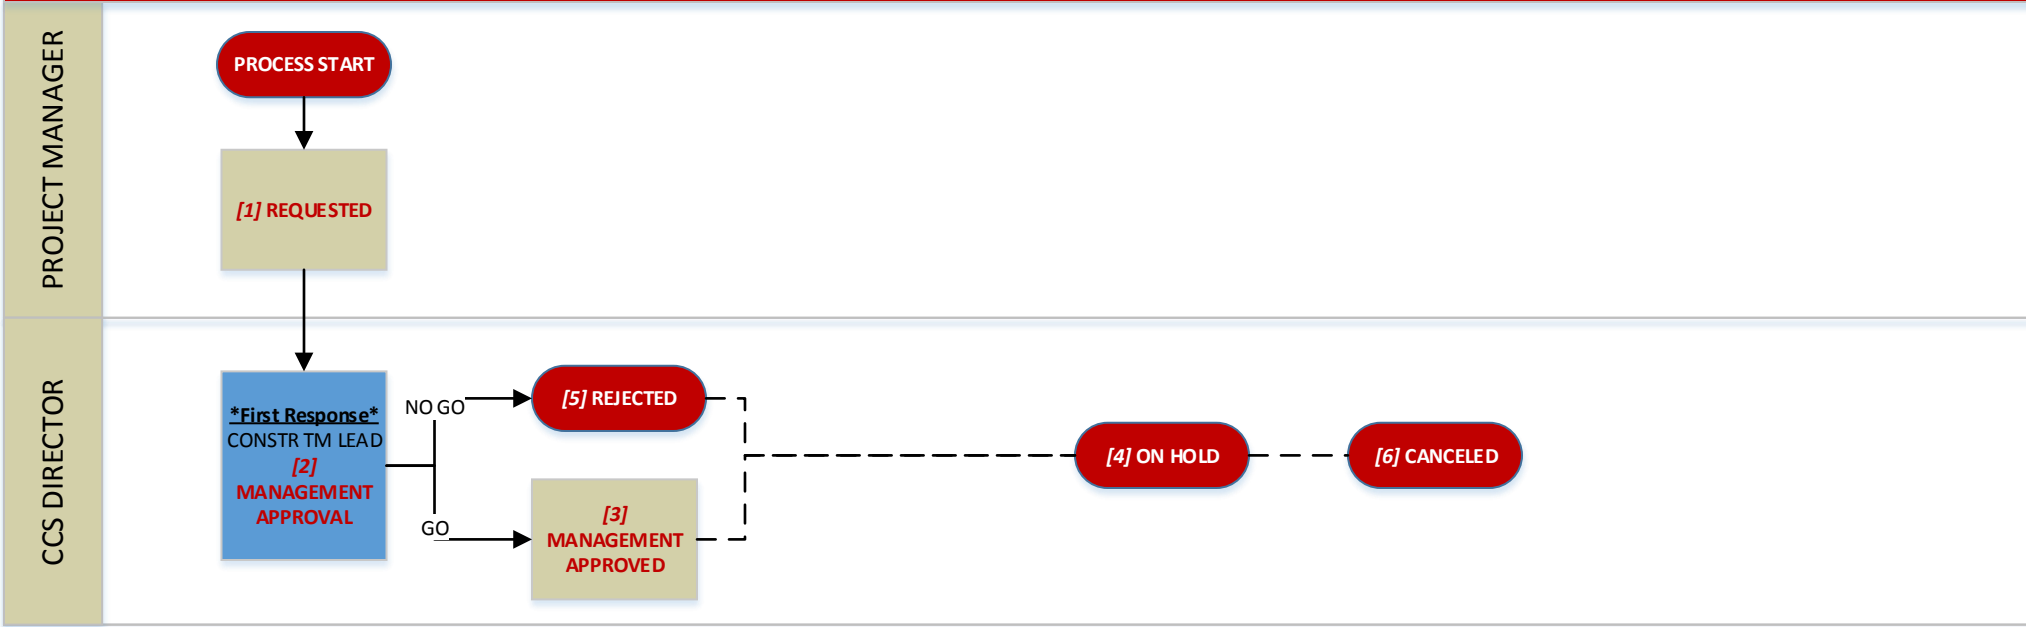 PROJECT MANAGER
PROCESS START
[1] REQUESTED
CCS DIRECTOR
*First Response*
CONSTR TM LEAD
[2]
MANAGEMENT
APPROVAL
NO GO
GO
[5] REJECTED
[3]
MANAGEMENT
APPROVED
[4] ON HOLD
[6] CANCELED